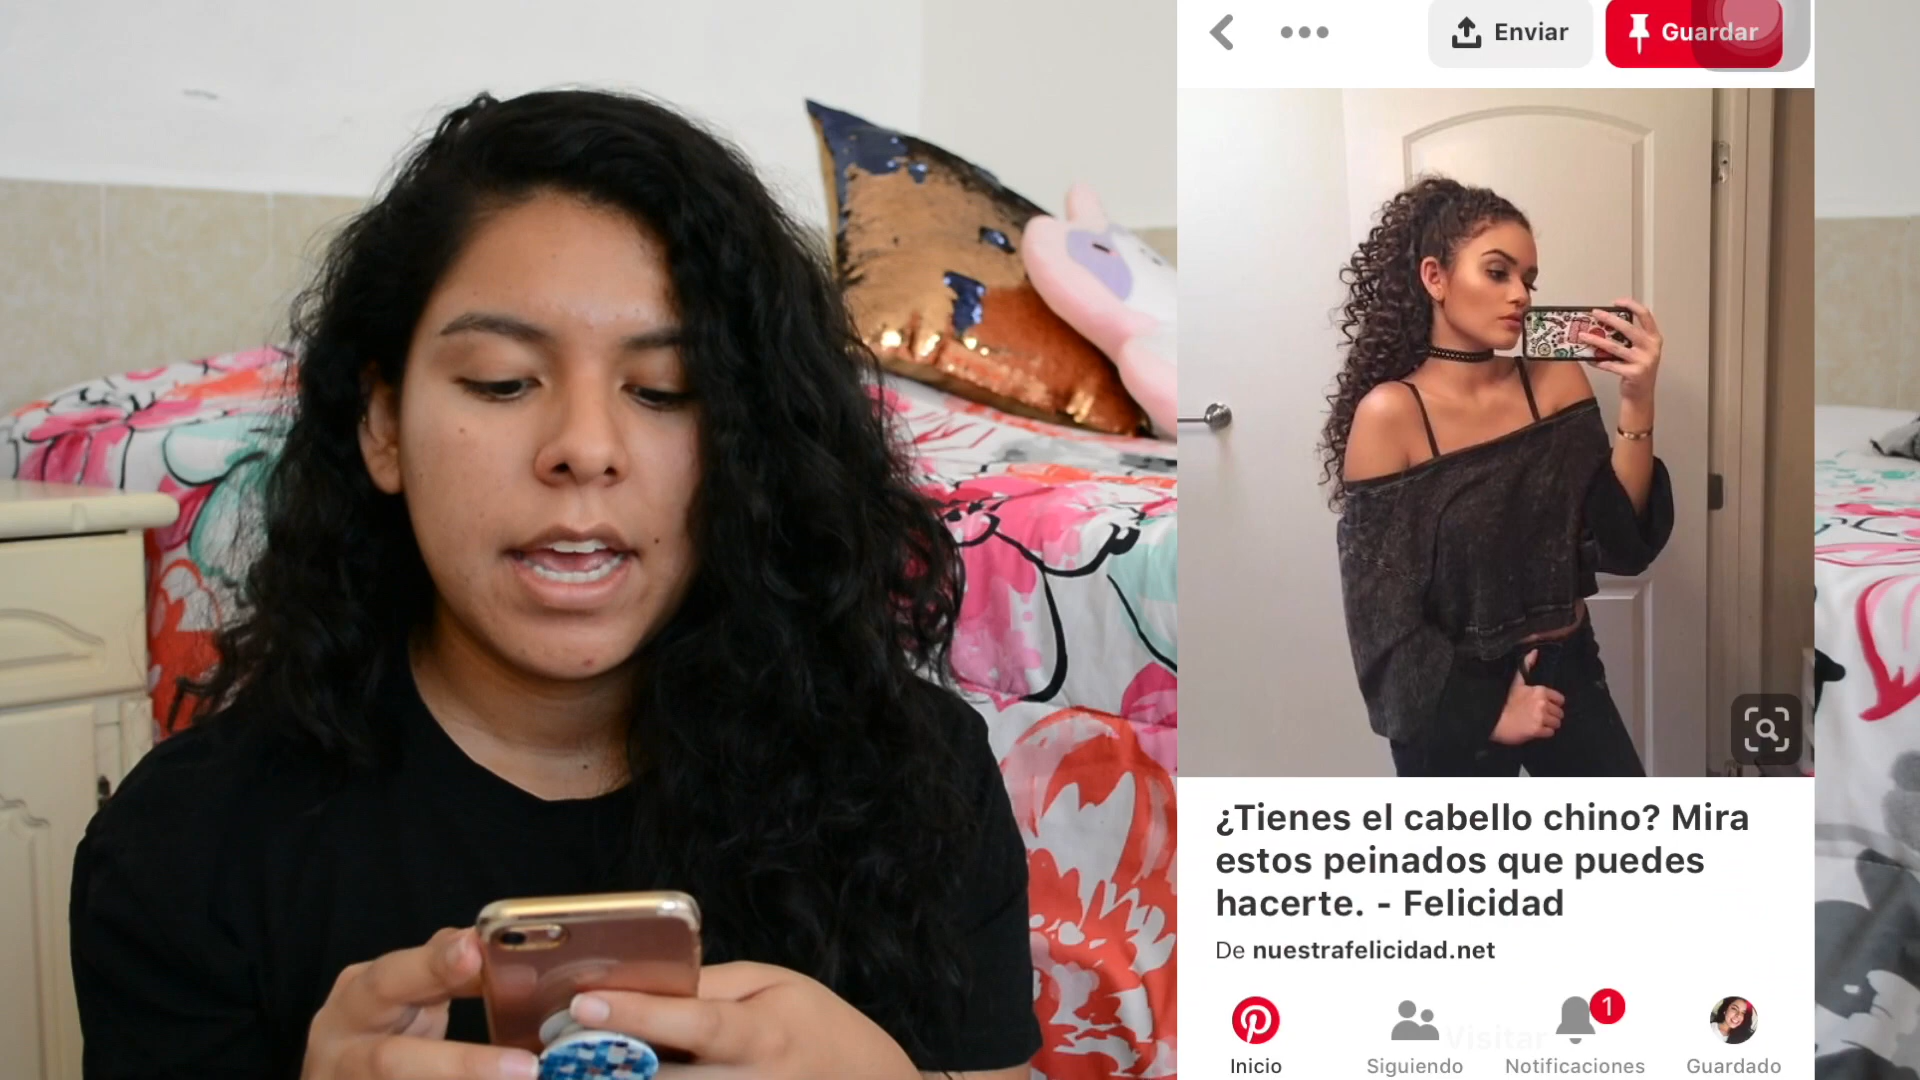 Enviar
Guardar
¿Tienes el cabello chino? Mira
estos peinados que puedes
hacerte. - Felicidad
De nuestrafelicidad.net
Visitar
1
Inicio
Siguiendo
Notificaciones
Guardado